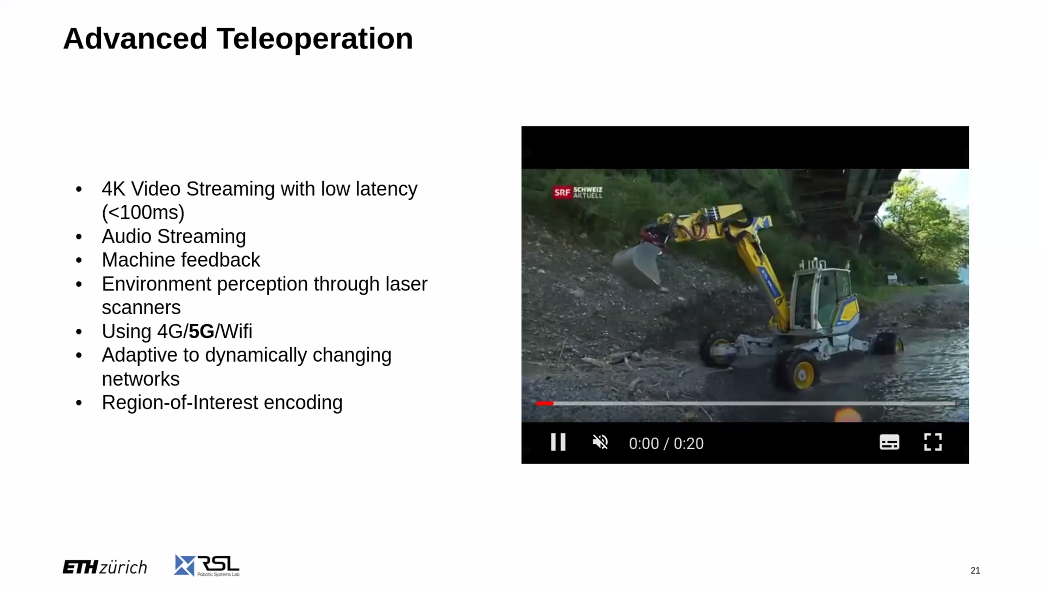 Advanced Teleoperation
• 4K Video Streaming with low latency
(<100ms)
• Audio Streaming
• Machine feedback
• Environment perception through laser
scanners
• Using 4G/5G/Wifi
• Adaptive to dynamically changing
networks
• Region-of-Interest encoding
SRF SCHWEIZ
AKTUELL
0:00 / 0:20
ETH zürich
RSL
Robotic Systems Lab
21